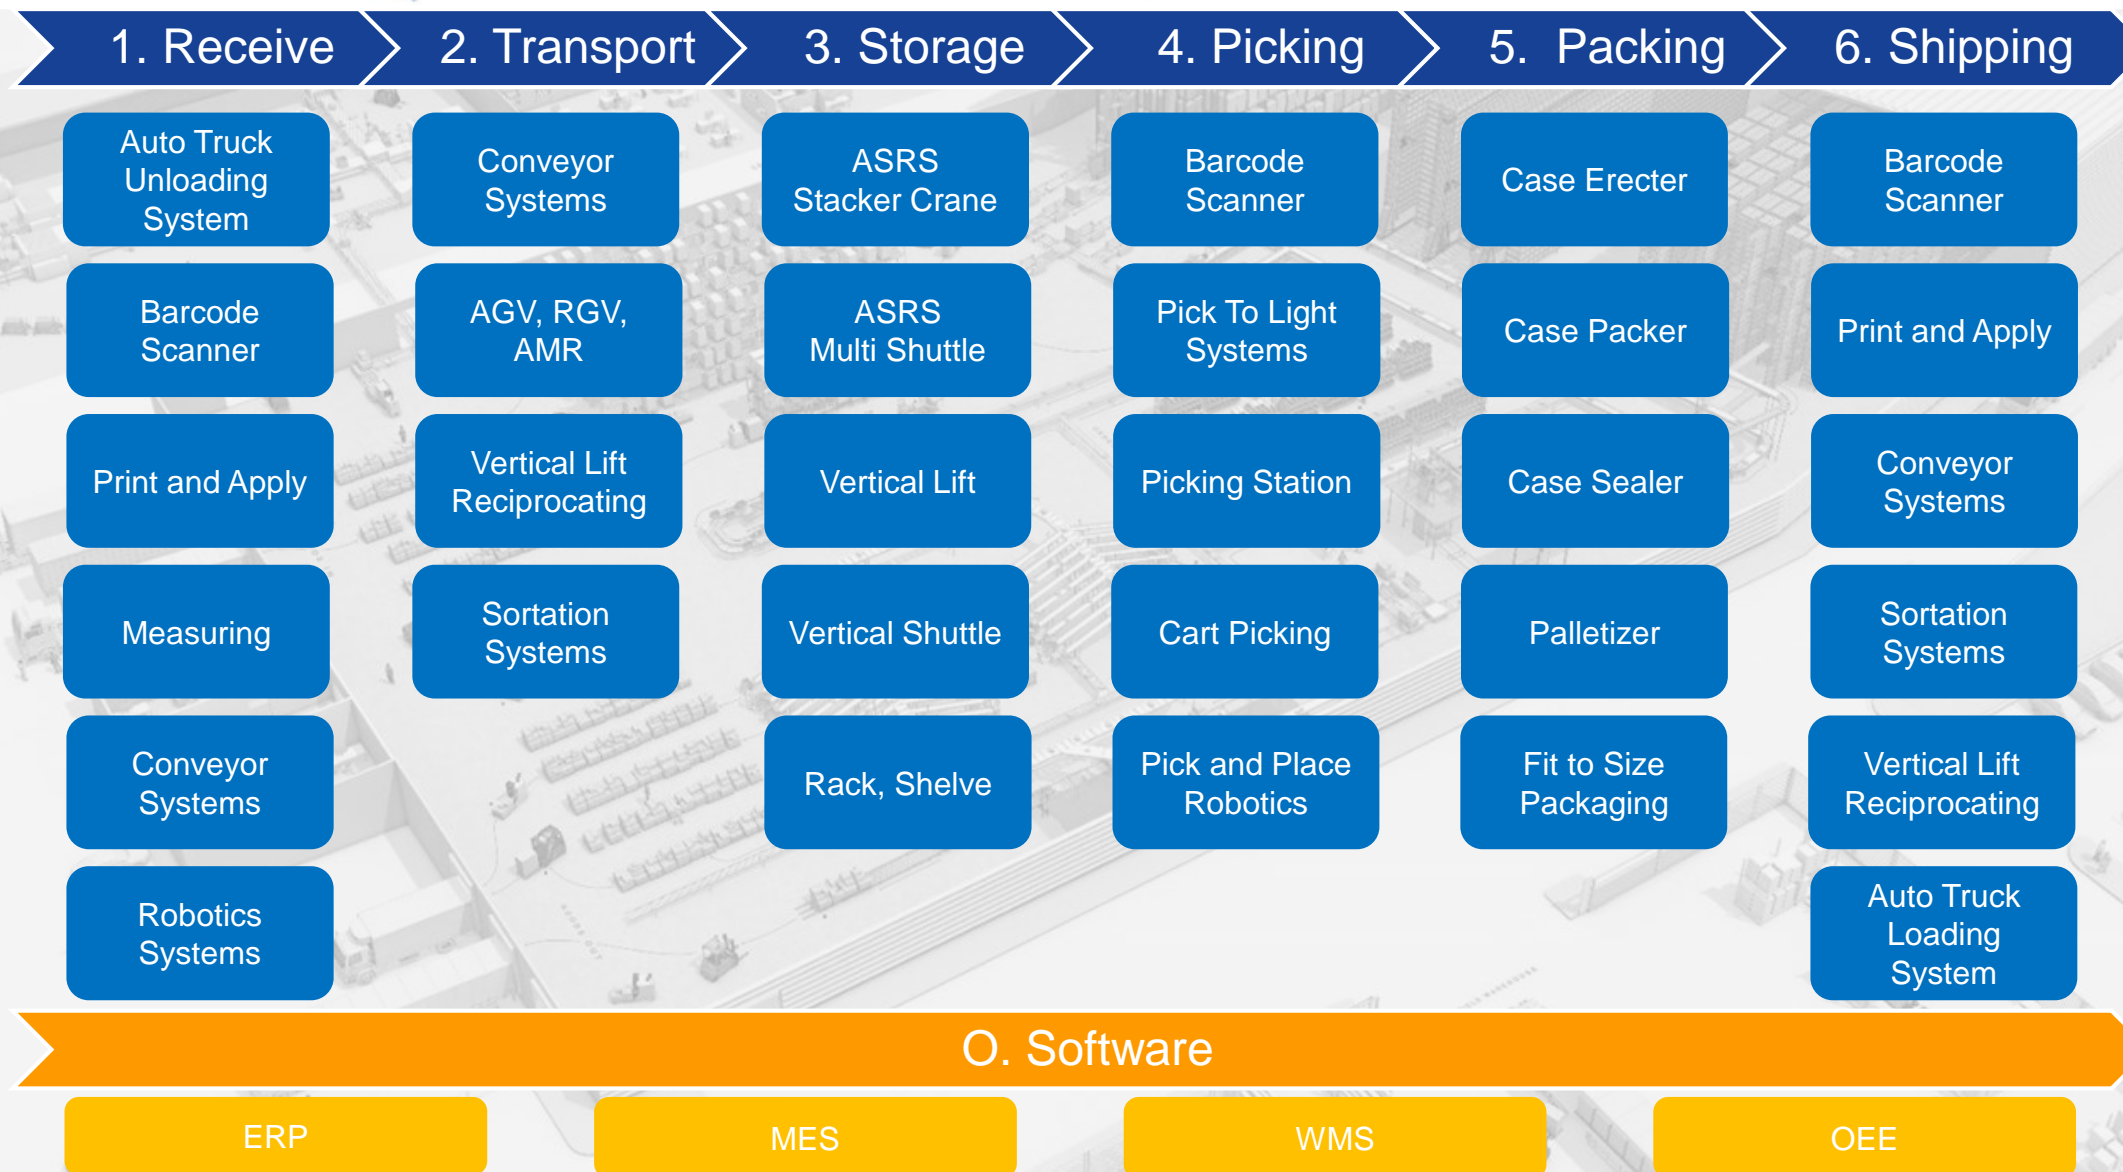 1. Receive
2. Transport
3. Storage
4. Picking
5. Packing
6. Shipping
Auto Truck
Unloading
System
Barcode
Scanner
Print and Apply
Measuring
Conveyor
Systems
Robotics
Systems
Conveyor
Systems
AGV, RGV,
AMR
Vertical Lift
Reciprocating
Sortation
Systems
ASRS
Stacker Crane
ASRS
Multi Shuttle
Vertical Lift
Vertical Shuttle
Rack, Shelve
Barcode
Scanner
Pick To Light
Systems
Picking Station
Cart Picking
Pick and Place
Robotics
Case Erecter
Case Packer
Case Sealer
Palletizer
Fit to Size
Packaging
Barcode
Scanner
Print and Apply
Conveyor
Systems
Sortation
Systems
Vertical Lift
Reciprocating
Auto Truck
Loading
System
O. Software
ERP
MES
WMS
OEE